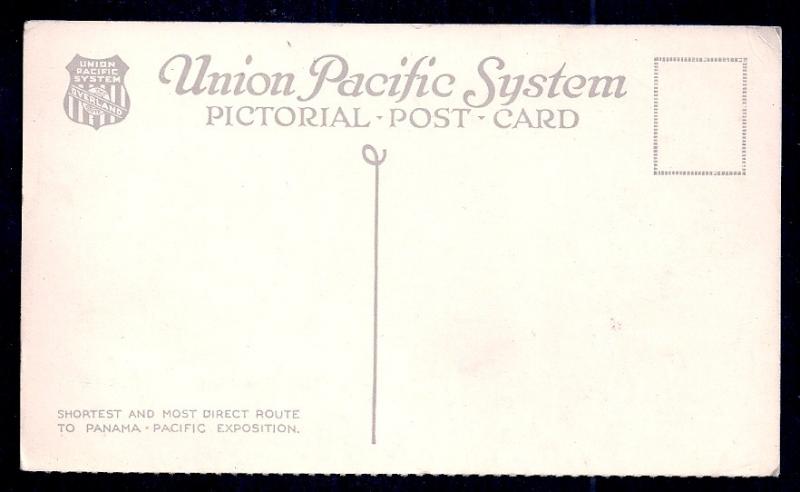 UNION
PACIFIC
SYSTEM
OVERLAND
Union Pacific System
PICTORIAL · POST · CARD
SHORTEST AND MOST DIRECT ROUTE
TO PANAMA · PACIFIC EXPOSITION.